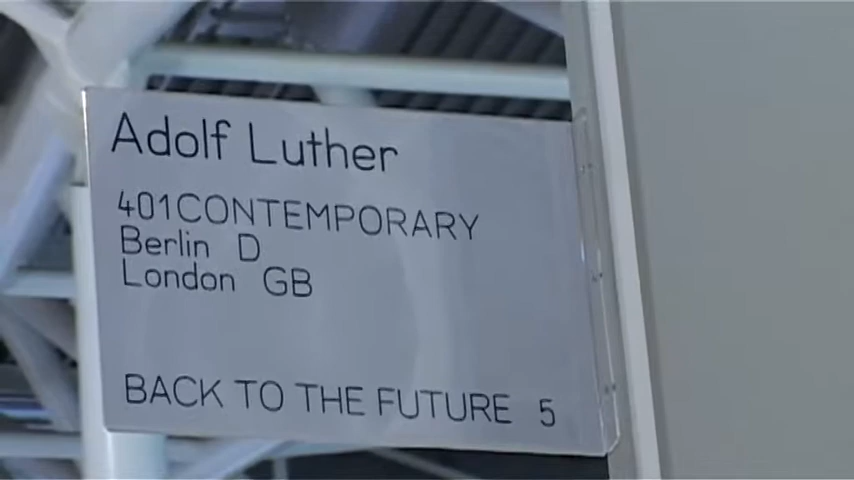 Adolf Luther
401CONTEMPORARY
Berlin D
London GB
BACK TO THE FUTURE 5